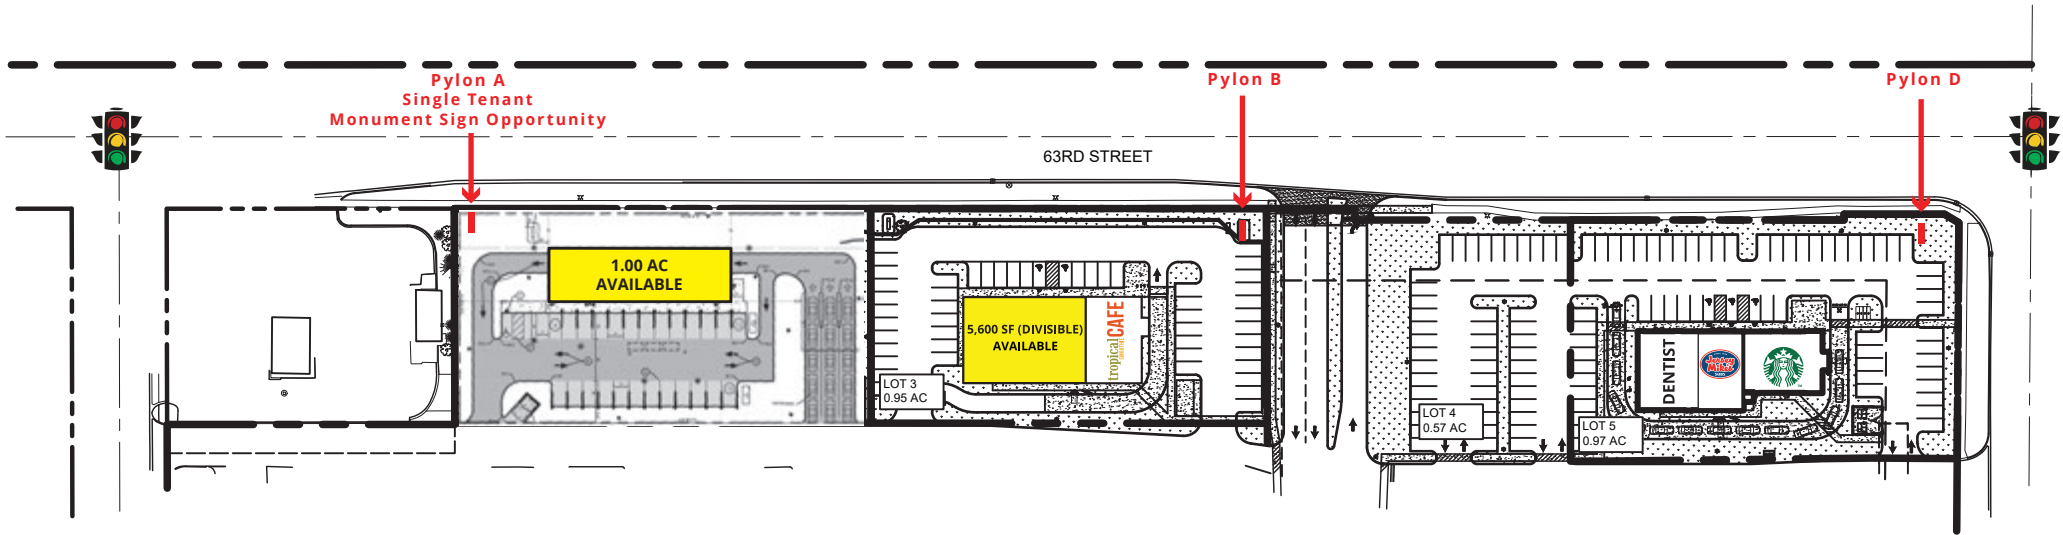 Pylon A
Single Tenant
Monument Sign Opportunity
Pylon B
Pylon D
63RD STREET
1.00 AC
AVAILABLE
5,600 SF (DIVISIBLE)
AVAILABLE
tropical
CAFE
LOT 3
0.95 AC
LOT 4
0.57 AC
LOT 5
0.97 AC
DENTIST
Jersey
Mike's
SUBS